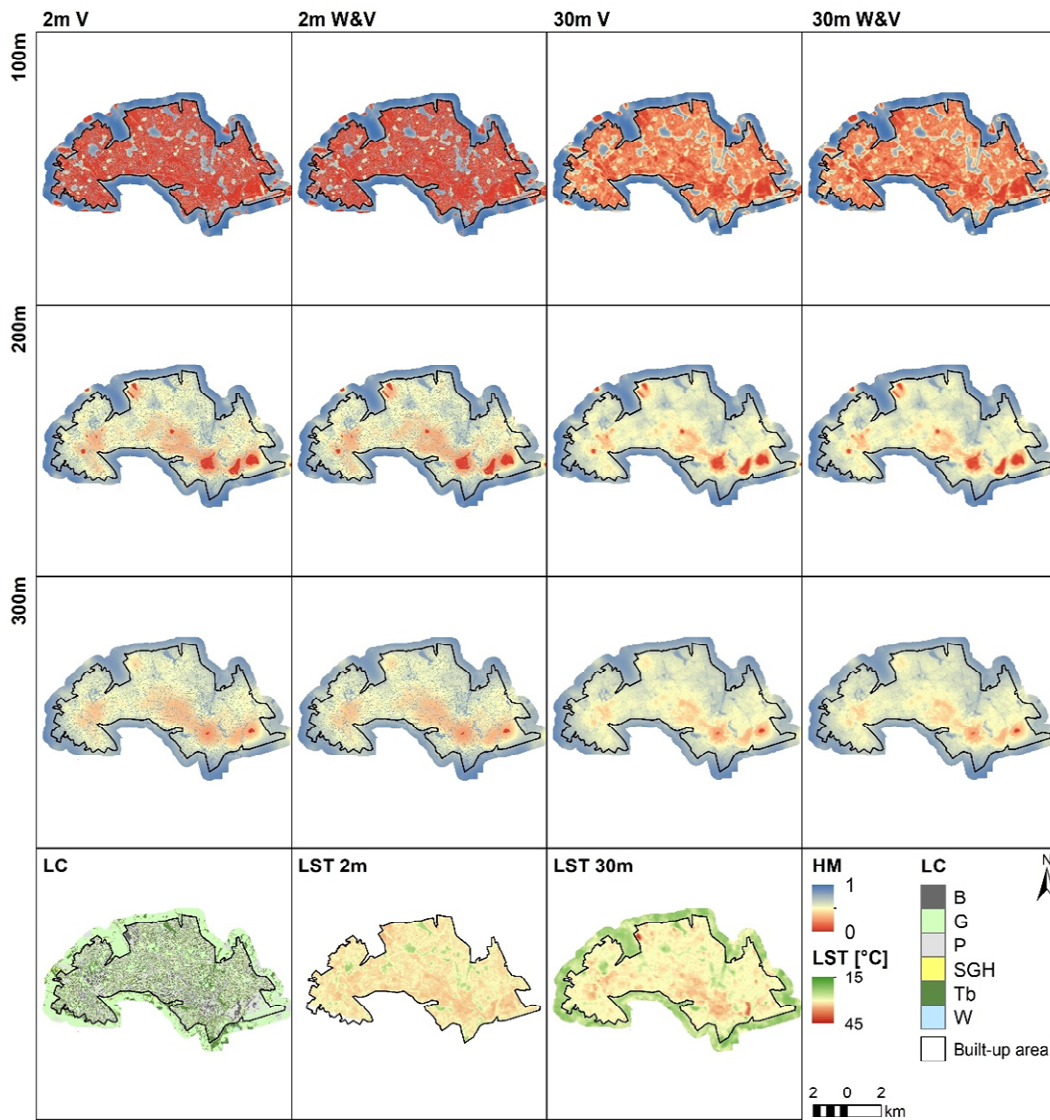 2m V
2m W&V
30m V
30m W&V
100m
200m
300m
LC
LST 2m
LST 30m
HM
1
0
LST [°C]
15
45
LC
B
G
P
SGH
Tb
W
Built-up area
N
2 0 2
km